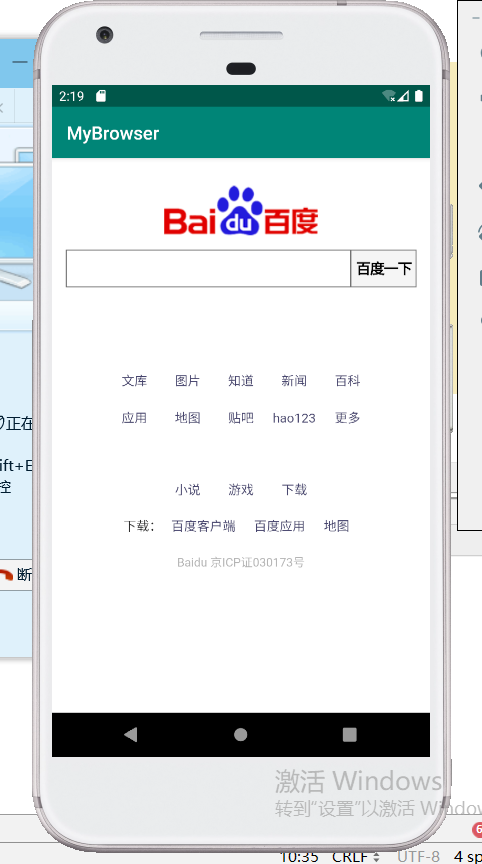 2:19
MyBrowser
Bai du 百度
百度一下
文库 图片 知道 新闻 百科
应用 地图 贴吧 hao123 更多
正在
ift+E
控
小说 游戏 下载
下载: 百度客户端 百度应用 地图
Baidu 京ICP证030173号
断
激活 Windows
转到“设置”以激活 Windows
10:35 CRLF UTF-8 4 sp